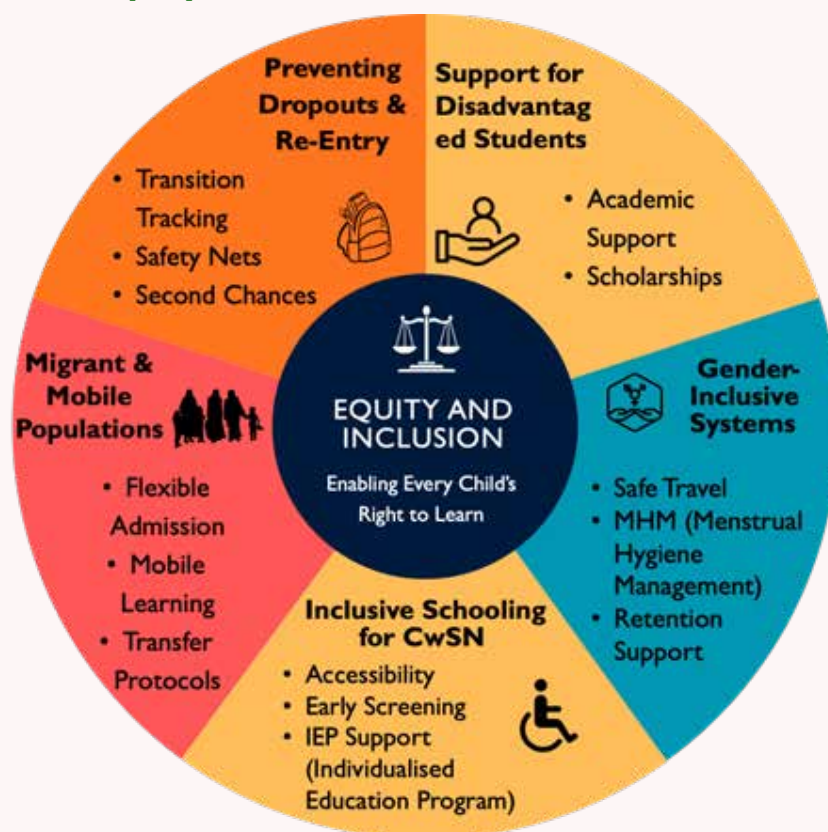 Preventing
Dropouts &
Re-Entry
• Transition
Tracking
• Safety Nets
• Second Chances
Support for
Disadvantag
ed Students
• Academic
Support
• Scholarships
Gender-
Inclusive
Systems
• Safe Travel
• MHM (Menstrual
Hygiene
Management)
• Retention
Support
Inclusive Schooling
for CwSN
• Accessibility
• Early Screening
• IEP Support
(Individualised
Education Program)
Migrant &
Mobile
Populations
• Flexible
Admission
• Mobile
Learning
• Transfer
Protocols
EQUITY AND
INCLUSION
Enabling Every Child's
Right to Learn